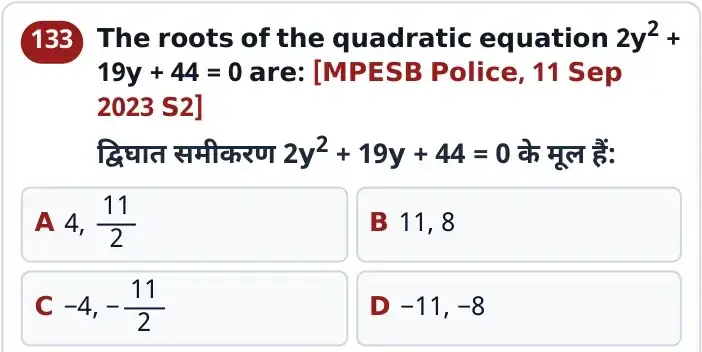 133 The roots of the quadratic equation 2y² +
19y + 44 = 0 are: [MPESB Police, 11 Sep
2023 S2]
द्विघात समीकरण 2y² + 19y + 44 = 0 के मूल हैं:
A 4, 11/2
B 11, 8
C −4, −11/2
D −11, −8